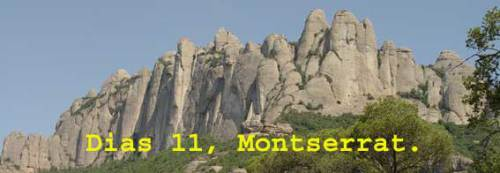 Dias 11, Montserrat.